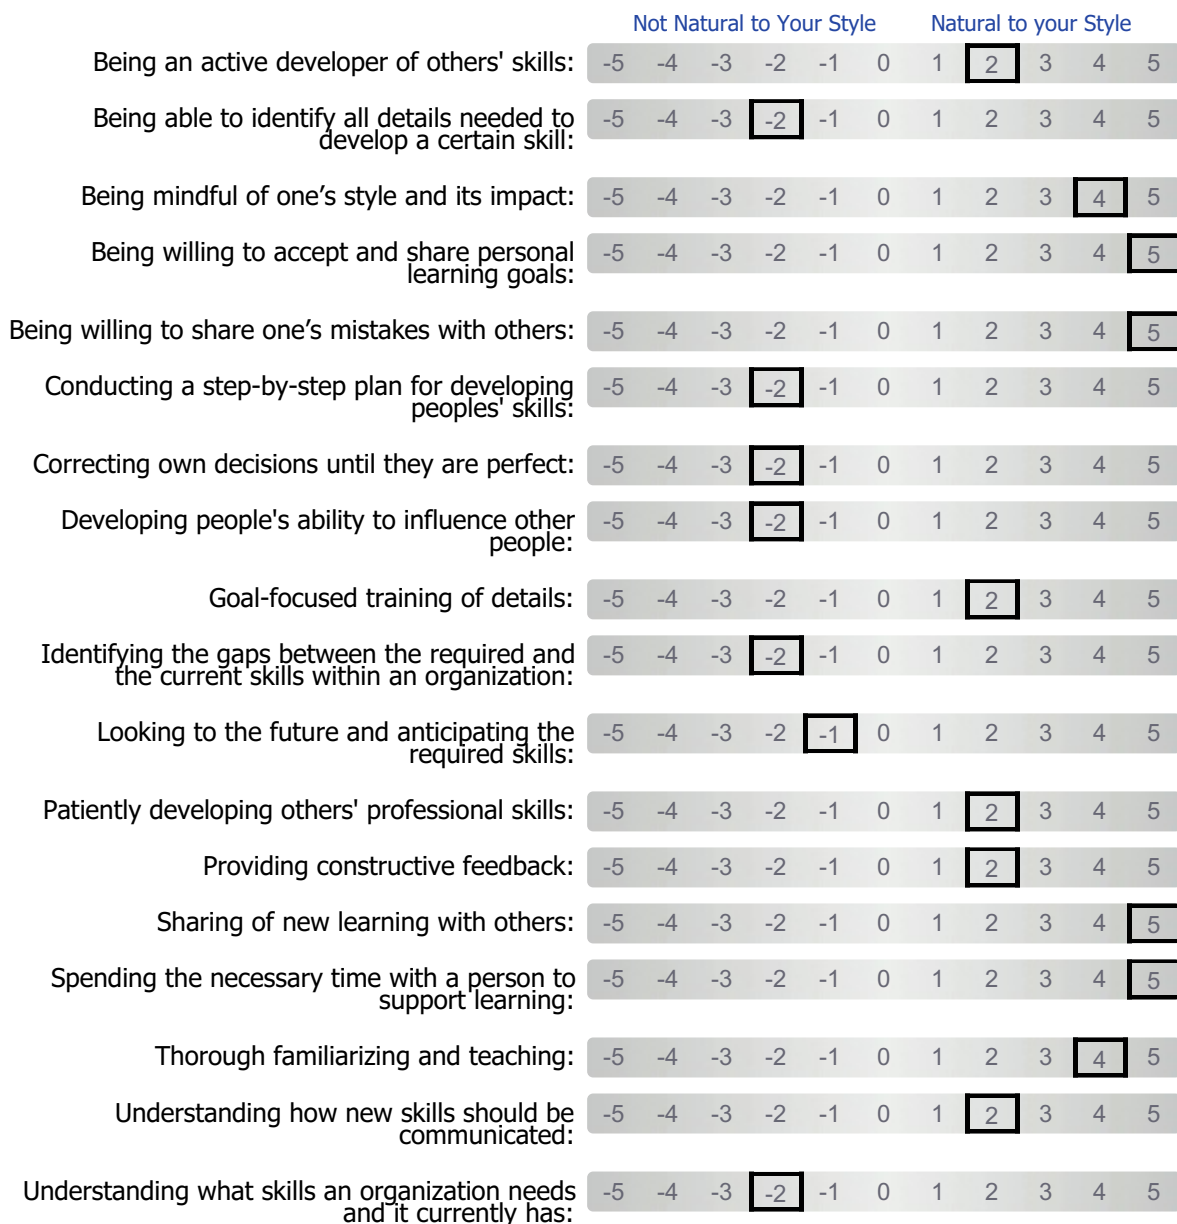 Not Natural to Your Style Natural to your Style
Being an active developer of others' skills: -5 -4 -3 -2 -1 0 1 2 3 4 5
Being able to identify all details needed to
develop a certain skill: -5 -4 -3 -2 -1 0 1 2 3 4 5
Being mindful of one’s style and its impact: -5 -4 -3 -2 -1 0 1 2 3 4 5
Being willing to accept and share personal
learning goals: -5 -4 -3 -2 -1 0 1 2 3 4 5
Being willing to share one’s mistakes with others: -5 -4 -3 -2 -1 0 1 2 3 4 5
Conducting a step-by-step plan for developing
peoples' skills: -5 -4 -3 -2 -1 0 1 2 3 4 5
Correcting own decisions until they are perfect: -5 -4 -3 -2 -1 0 1 2 3 4 5
Developing people's ability to influence other
people: -5 -4 -3 -2 -1 0 1 2 3 4 5
Goal-focused training of details: -5 -4 -3 -2 -1 0 1 2 3 4 5
Identifying the gaps between the required and
the current skills within an organization: -5 -4 -3 -2 -1 0 1 2 3 4 5
Looking to the future and anticipating the
required skills: -5 -4 -3 -2 -1 0 1 2 3 4 5
Patiently developing others' professional skills: -5 -4 -3 -2 -1 0 1 2 3 4 5
Providing constructive feedback: -5 -4 -3 -2 -1 0 1 2 3 4 5
Sharing of new learning with others: -5 -4 -3 -2 -1 0 1 2 3 4 5
Spending the necessary time with a person to
support learning: -5 -4 -3 -2 -1 0 1 2 3 4 5
Thorough familiarizing and teaching: -5 -4 -3 -2 -1 0 1 2 3 4 5
Understanding how new skills should be
communicated: -5 -4 -3 -2 -1 0 1 2 3 4 5
Understanding what skills an organization needs
and it currently has: -5 -4 -3 -2 -1 0 1 2 3 4 5